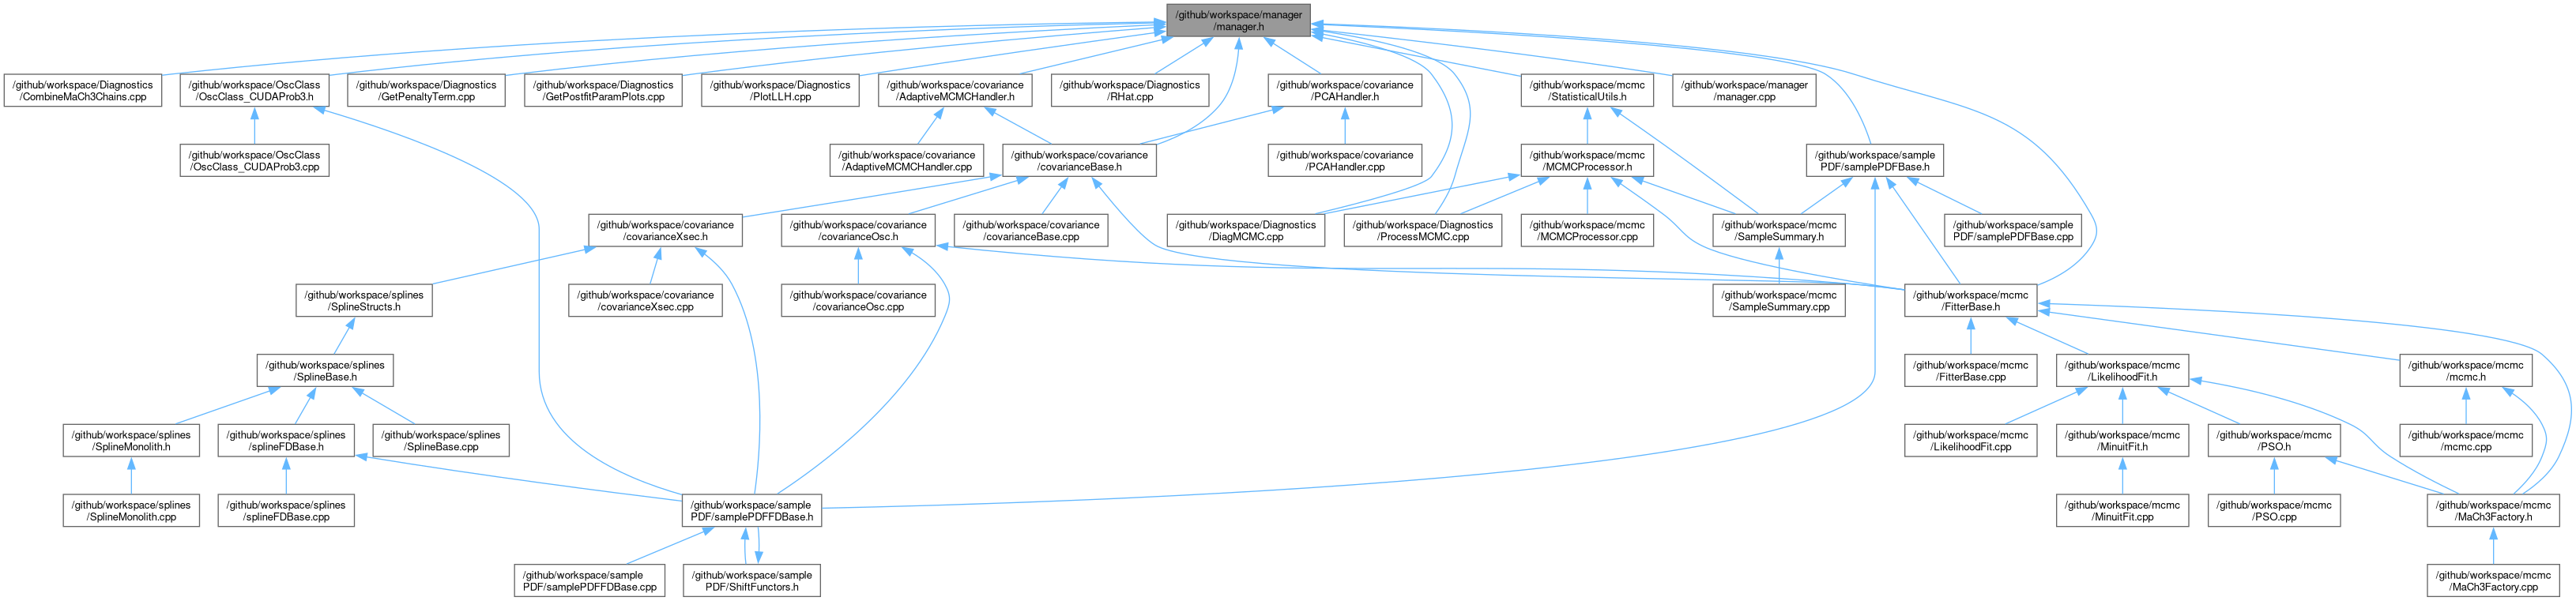 /github/workspace/manager
/manager.h
/github/workspace/Diagnostics
/CombineMaCh3Chains.cpp
/github/workspace/OscClass
/OscClass_CUDAProb3.h
/github/workspace/Diagnostics
/GetPenaltyTerm.cpp
/github/workspace/Diagnostics
/GetPostfitParamPlots.cpp
/github/workspace/Diagnostics
/PlotLLH.cpp
/github/workspace/covariance
/AdaptiveMCMCHandler.h
/github/workspace/Diagnostics
/RHat.cpp
/github/workspace/covariance
/PCAHandler.h
/github/workspace/mcmc
/StatisticalUtils.h
/github/workspace/manager
/manager.cpp
/github/workspace/OscClass
/OscClass_CUDAProb3.cpp
/github/workspace/covariance
/AdaptiveMCMCHandler.cpp
/github/workspace/covariance
/covarianceBase.h
/github/workspace/covariance
/PCAHandler.cpp
/github/workspace/mcmc
/MCMCProcessor.h
/github/workspace/sample
PDF/samplePDFBase.h
/github/workspace/covariance
/covarianceXsec.h
/github/workspace/covariance
/covarianceOsc.h
/github/workspace/covariance
/covarianceBase.cpp
/github/workspace/Diagnostics
/DiagMCMC.cpp
/github/workspace/Diagnostics
/ProcessMCMC.cpp
/github/workspace/mcmc
/MCMCProcessor.cpp
/github/workspace/mcmc
/SampleSummary.h
/github/workspace/sample
PDF/samplePDFBase.cpp
/github/workspace/splines
/SplineStructs.h
/github/workspace/covariance
/covarianceXsec.cpp
/github/workspace/covariance
/covarianceOsc.cpp
/github/workspace/mcmc
/SampleSummary.cpp
/github/workspace/mcmc
/FitterBase.h
/github/workspace/splines
/SplineBase.h
/github/workspace/mcmc
/FitterBase.cpp
/github/workspace/mcmc
/LikelihoodFit.h
/github/workspace/mcmc
/mcmc.h
/github/workspace/splines
/SplineMonolith.h
/github/workspace/splines
/splineFDBase.h
/github/workspace/splines
/SplineBase.cpp
/github/workspace/mcmc
/LikelihoodFit.cpp
/github/workspace/mcmc
/MinuitFit.h
/github/workspace/mcmc
/PSO.h
/github/workspace/mcmc
/mcmc.cpp
/github/workspace/splines
/SplineMonolith.cpp
/github/workspace/splines
/splineFDBase.cpp
/github/workspace/sample
PDF/samplePDFFDBase.h
/github/workspace/mcmc
/MinuitFit.cpp
/github/workspace/mcmc
/PSO.cpp
/github/workspace/mcmc
/MaCh3Factory.h
/github/workspace/sample
PDF/samplePDFFDBase.cpp
/github/workspace/sample
PDF/ShiftFunctors.h
/github/workspace/mcmc
/MaCh3Factory.cpp